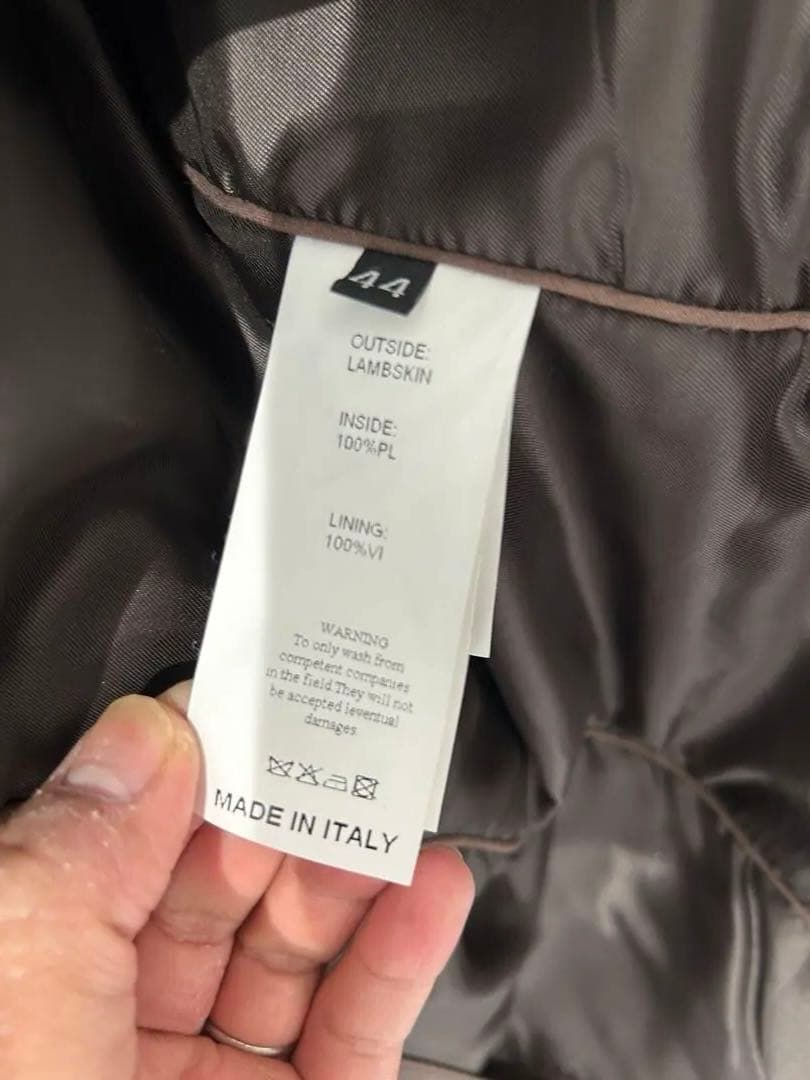 44
OUTSIDE:
LAMBSKIN
INSIDE:
100%PL
LINING:
100%VI
WARNING
To only wash from
competent companies
in the field.They will not
be accepted ieventual
damages.
MADE IN ITALY